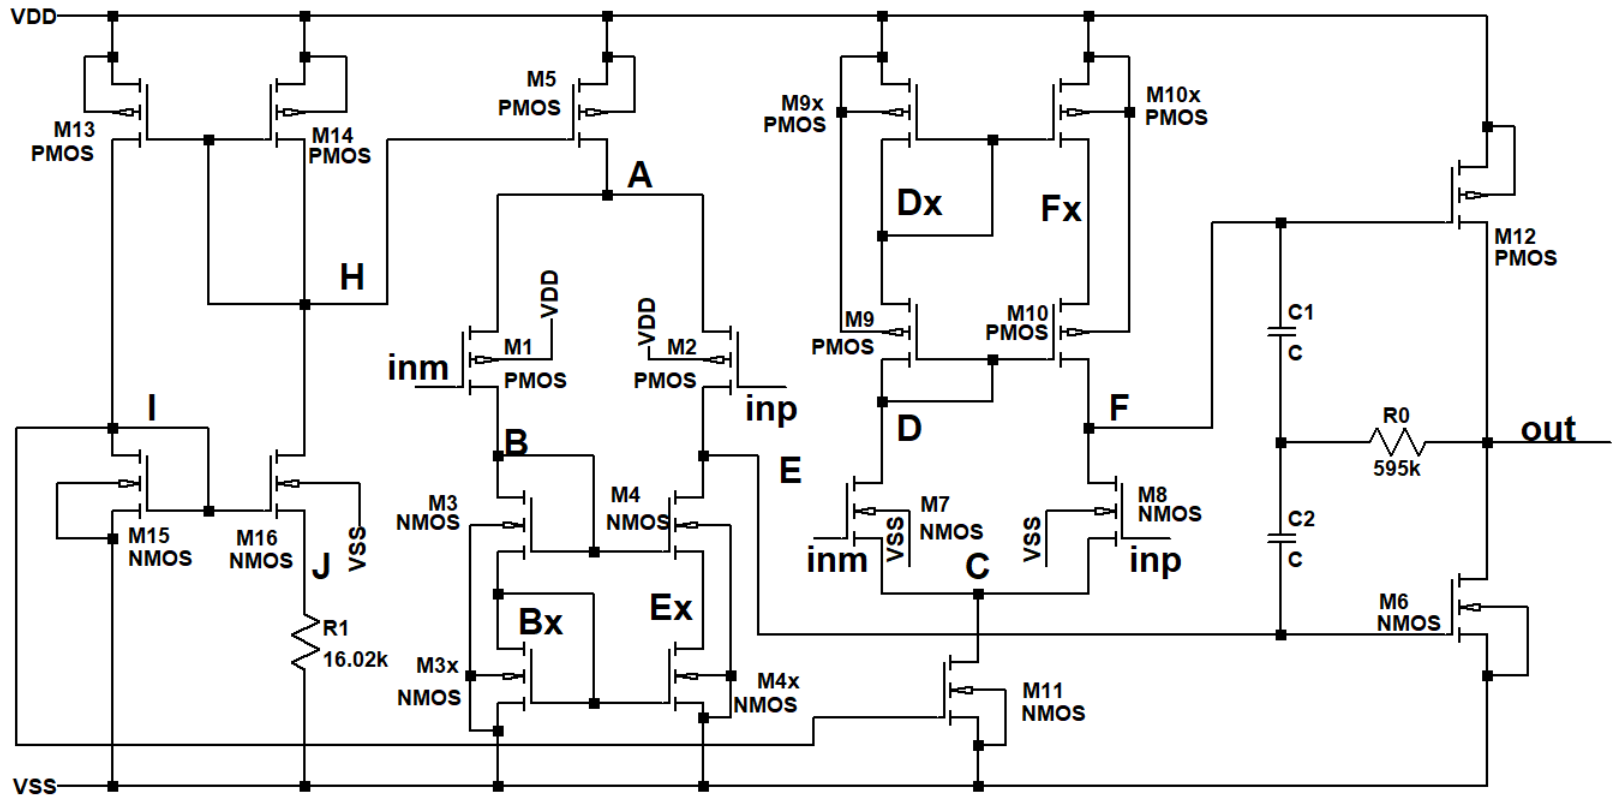 VDD
M13
PMOS
M14
PMOS
M5
PMOS
A
H
M9x
PMOS
M10x
PMOS
Dx
Fx
M12
PMOS
VDD
M1
PMOS
inm
VDD
M2
PMOS
inp
M9
PMOS
M10
PMOS
C1
C
I
B
E
D
F
R0
595k
out
M15
NMOS
M16
NMOS
VSS
J
R1
16.02k
M3
NMOS
M4
NMOS
Bx
Ex
M3x
NMOS
M4x
NMOS
M7
NMOS
VSS
inm
C
M8
NMOS
VSS
inp
C2
C
M6
NMOS
M11
NMOS
VSS